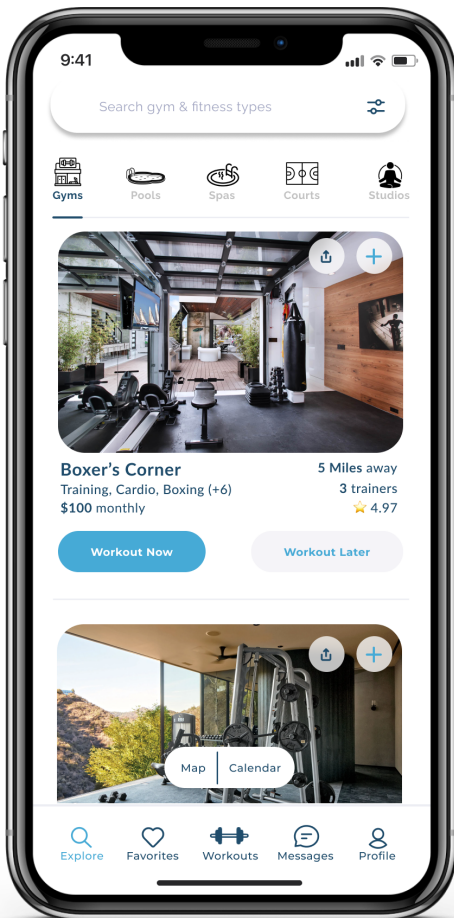 9:41
Search gym & fitness types
Gyms
Pools
Spas
Courts
Studios
Boxer's Corner
5 Miles away
Training, Cardio, Boxing (+6)
3 trainers
$100 monthly
4.97
Workout Now
Workout Later
Map
Calendar
Explore
Favorites
Workouts
Messages
Profile